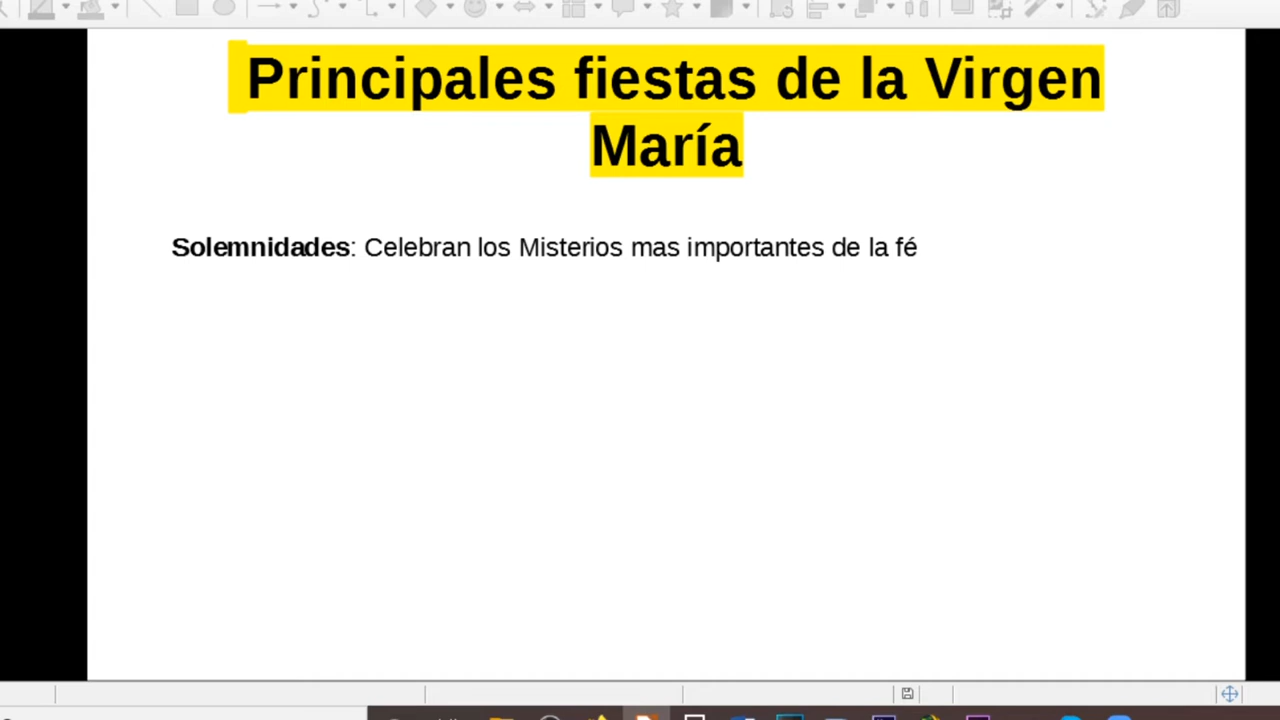 Principales fiestas de la Virgen
María
Solemnidades: Celebran los Misterios mas importantes de la fé